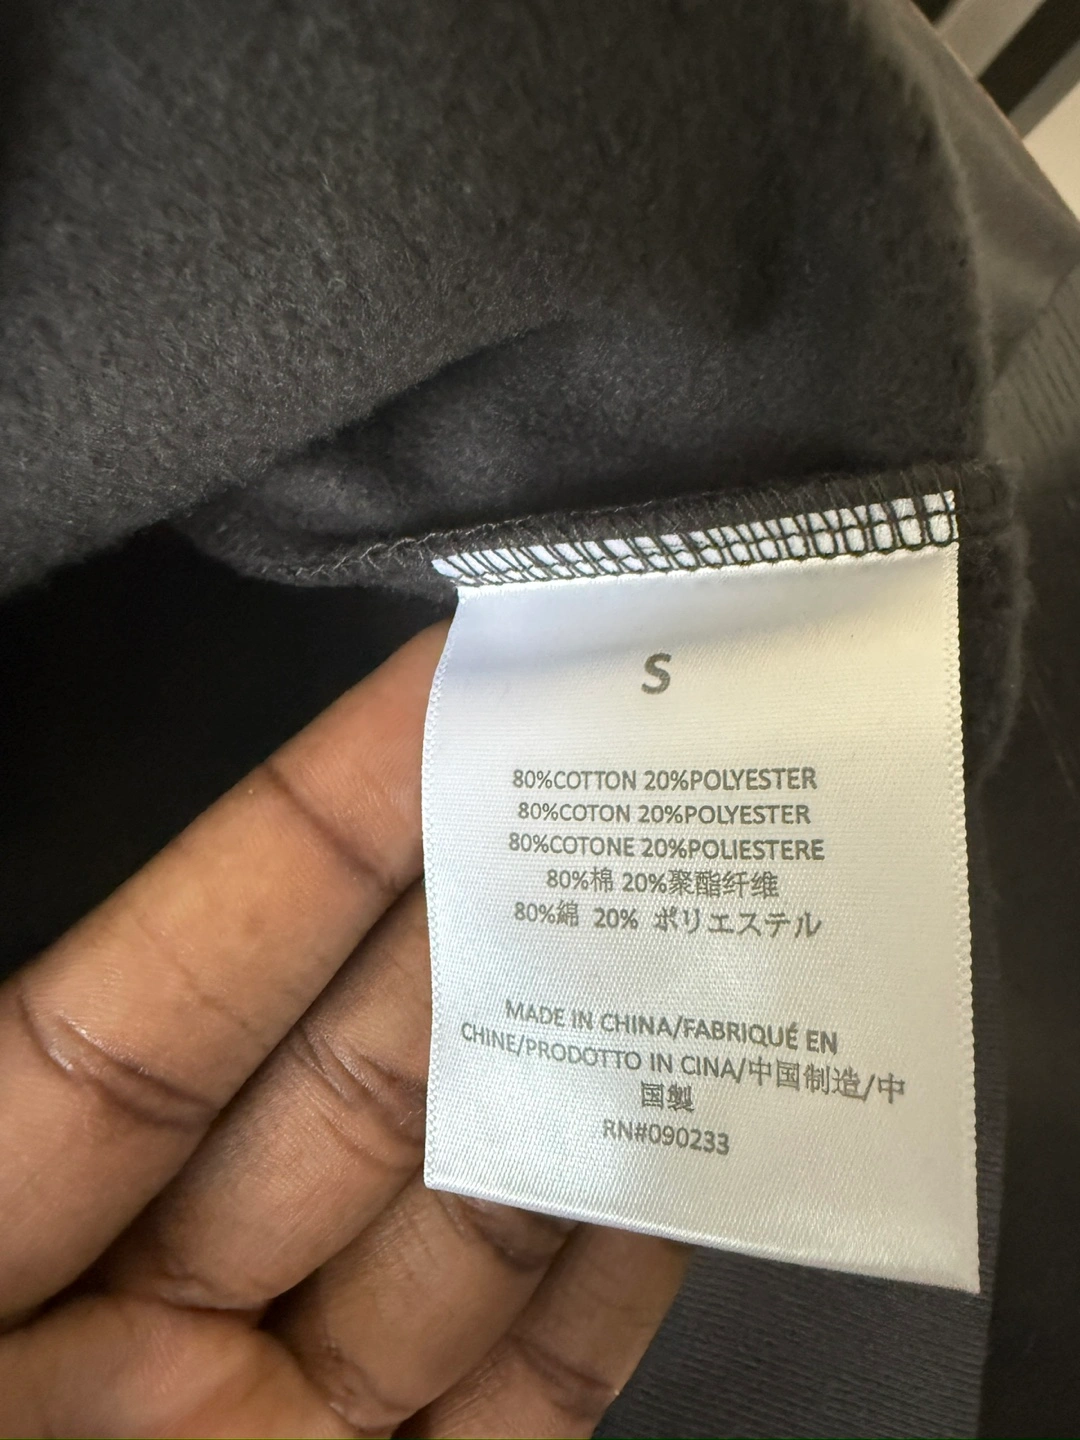 S
80%COTTON 20%POLYESTER
80%COTON 20%POLYESTER
80%COTONE 20%POLIESTERE
80%棉 20%聚酯纤维
80%綿 20% ポリエステル
MADE IN CHINA/FABRIQUÉ EN
CHINE/PRODOTTO IN CINA/中国制造/中
国製
RN#090233